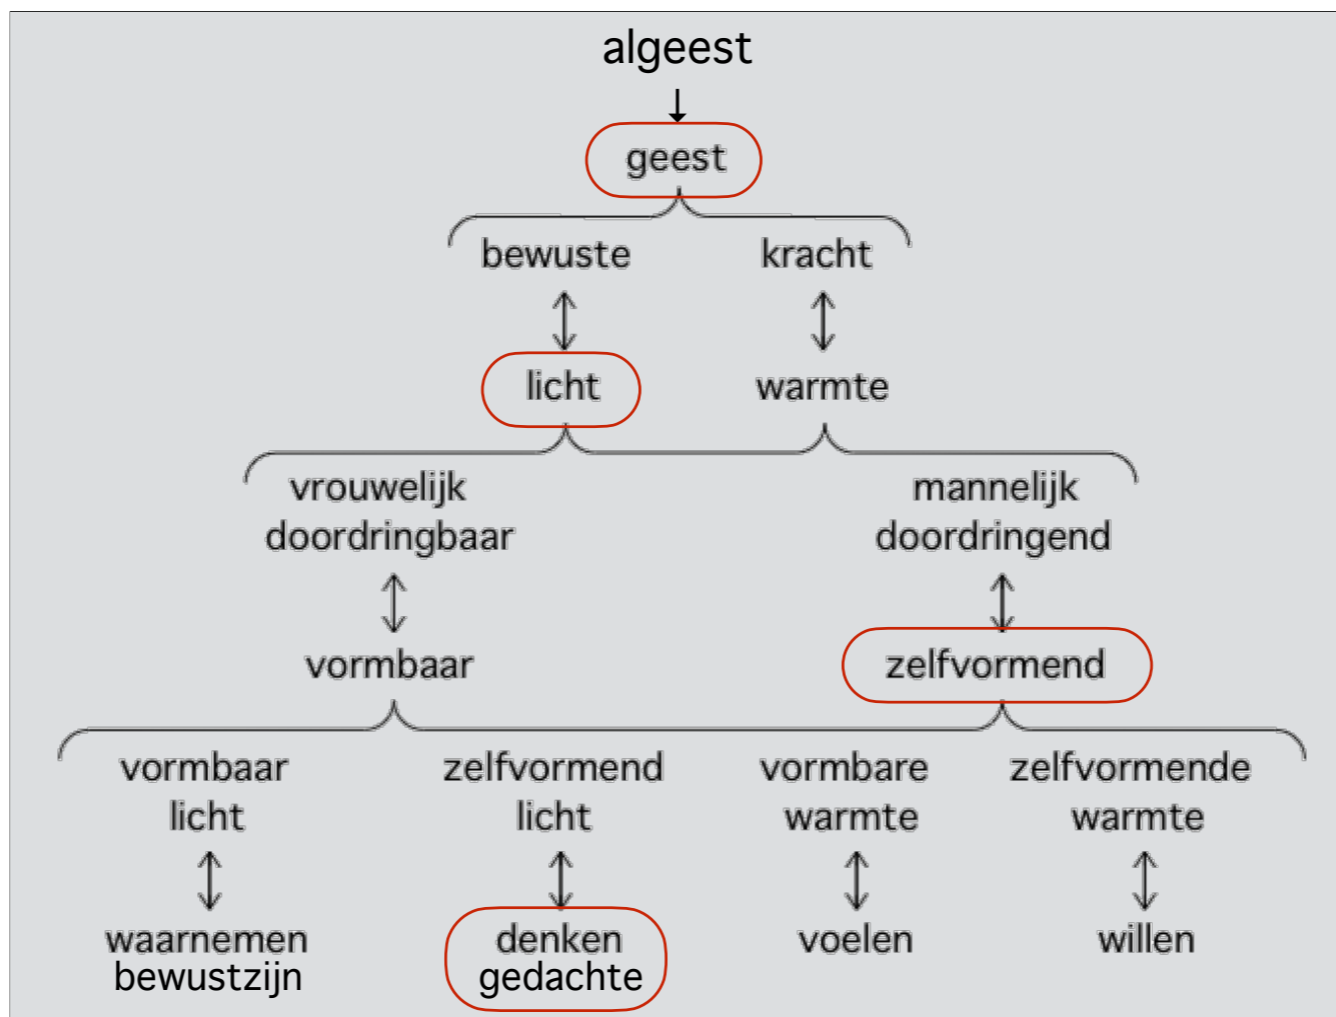 algeest
geest
bewuste kracht
licht warmte
vrouwelijk mannelijk
doordringbaar doordringend
vormbaar zelfvormend
vormbaar zelfvormend vormbare zelfvormende
licht licht warmte warmte
waarnemen denken voelen willen
bewustzijn gedachte